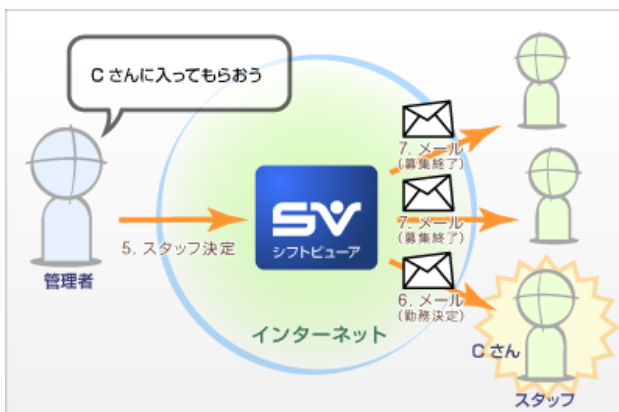 Cさんに入ってもらおう
7. メール
(募集終了)
7. メール
(募集終了)
SV
シフトビューア
5. スタッフ決定
管理者
6. メール
(勤務決定)
インターネット
Cさん
スタッフ